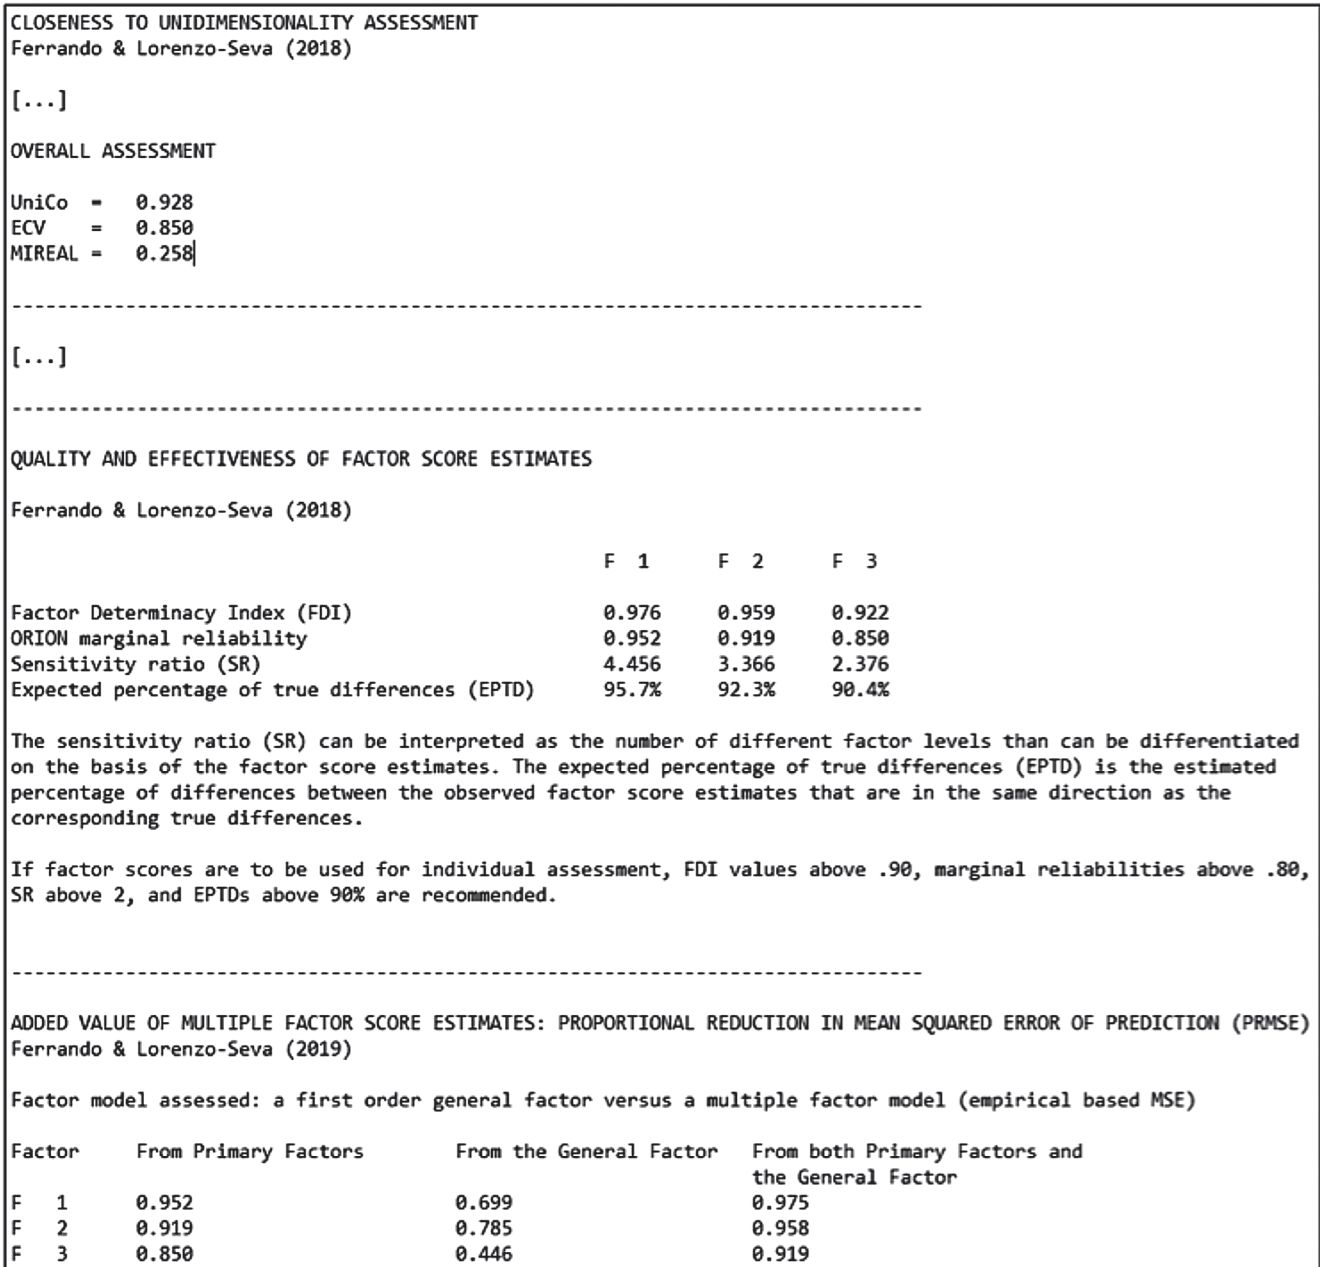 CLOSENESS TO UNIDIMENSIONALITY ASSESSMENT
Ferrando & Lorenzo-Seva (2018)
[...]
OVERALL ASSESSMENT
UniCo = 0.928
ECV = 0.850
MIREAL = 0.258
--------------------------------------------------------------------------------
[...]
--------------------------------------------------------------------------------
QUALITY AND EFFECTIVENESS OF FACTOR SCORE ESTIMATES
Ferrando & Lorenzo-Seva (2018)
F 1 F 2 F 3
Factor Determinacy Index (FDI) 0.976 0.959 0.922
ORION marginal reliability 0.952 0.919 0.850
Sensitivity ratio (SR) 4.456 3.366 2.376
Expected percentage of true differences (EPTD) 95.7% 92.3% 90.4%
The sensitivity ratio (SR) can be interpreted as the number of different factor levels than can be differentiated
on the basis of the factor score estimates. The expected percentage of true differences (EPTD) is the estimated
percentage of differences between the observed factor score estimates that are in the same direction as the
corresponding true differences.
If factor scores are to be used for individual assessment, FDI values above .90, marginal reliabilities above .80,
SR above 2, and EPTDs above 90% are recommended.
--------------------------------------------------------------------------------
ADDED VALUE OF MULTIPLE FACTOR SCORE ESTIMATES: PROPORTIONAL REDUCTION IN MEAN SQUARED ERROR OF PREDICTION (PRMSE)
Ferrando & Lorenzo-Seva (2019)
Factor model assessed: a first order general factor versus a multiple factor model (empirical based MSE)
Factor From Primary Factors From the General Factor From both Primary Factors and
the General Factor
F 1 0.952 0.699 0.975
F 2 0.919 0.785 0.958
F 3 0.850 0.446 0.919